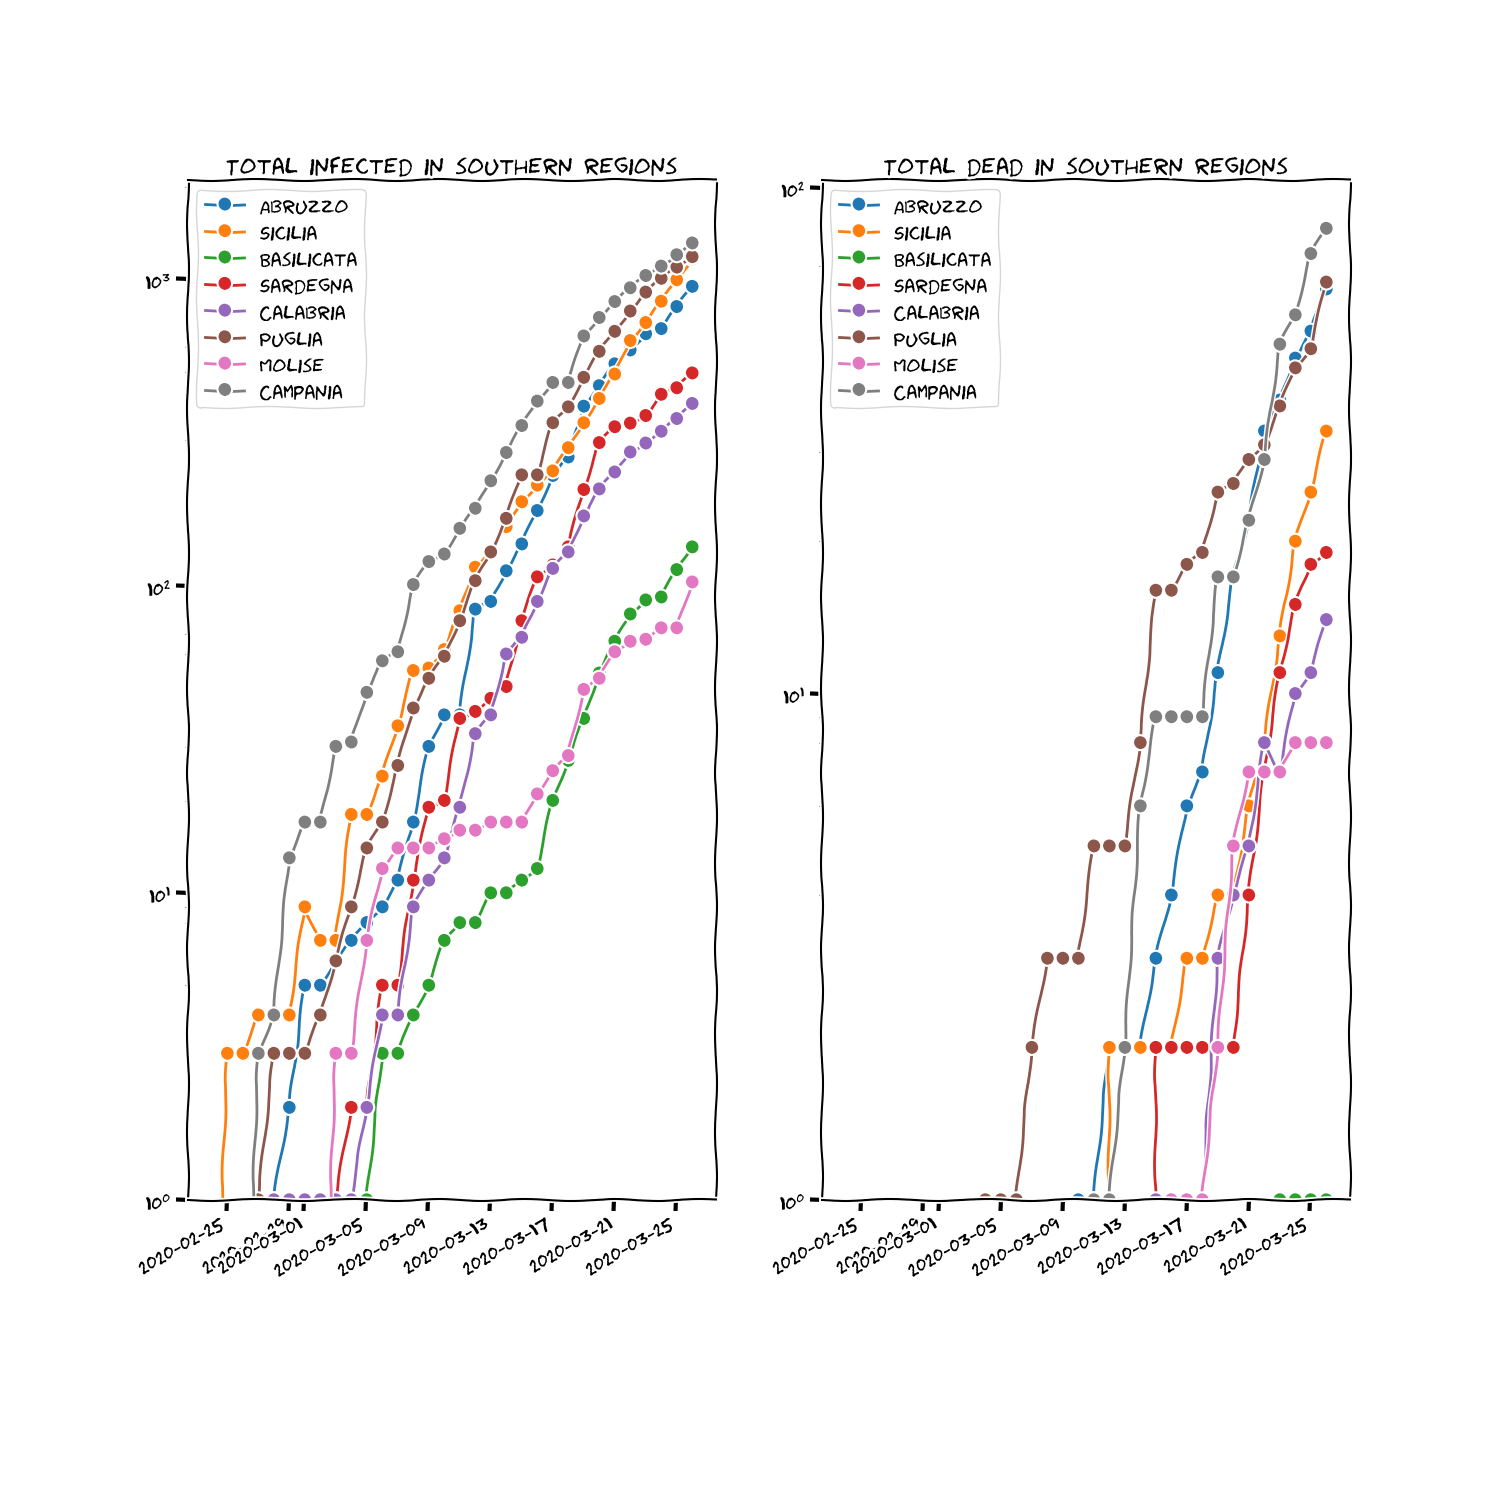 TOTAL INFECTED IN SOUTHERN REGIONS
ABRUZZO
SICILIA
BASILICATA
SARDEGNA
CALABRIA
PUGLIA
MOLISE
CAMPANIA
10³
10²
10¹
10⁰
2020-02-25
2020-03-01
2020-03-05
2020-03-09
2020-03-13
2020-03-17
2020-03-21
2020-03-25
TOTAL DEAD IN SOUTHERN REGIONS
ABRUZZO
SICILIA
BASILICATA
SARDEGNA
CALABRIA
PUGLIA
MOLISE
CAMPANIA
10²
10¹
10⁰
2020-02-25
2020-03-01
2020-03-05
2020-03-09
2020-03-13
2020-03-17
2020-03-21
2020-03-25